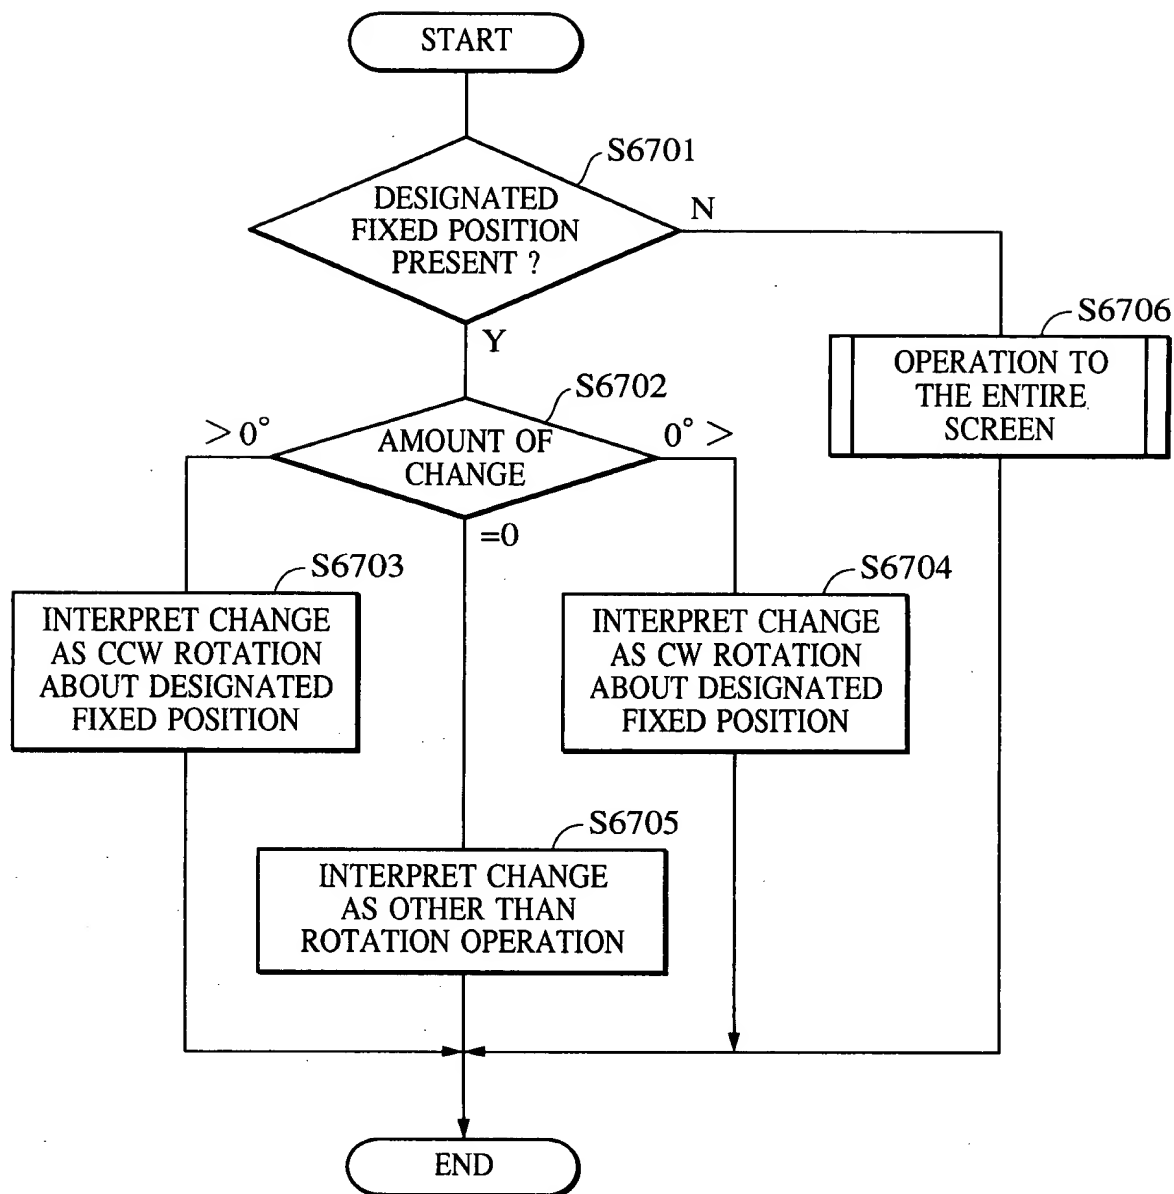 START
S6701
DESIGNATED
FIXED POSITION
PRESENT ?
N
Y
S6706
OPERATION TO
THE ENTIRE
SCREEN
S6702
> 0°
AMOUNT OF
CHANGE
0° >
=0
S6703
INTERPRET CHANGE
AS CCW ROTATION
ABOUT DESIGNATED
FIXED POSITION
S6704
INTERPRET CHANGE
AS CW ROTATION
ABOUT DESIGNATED
FIXED POSITION
S6705
INTERPRET CHANGE
AS OTHER THAN
ROTATION OPERATION
END